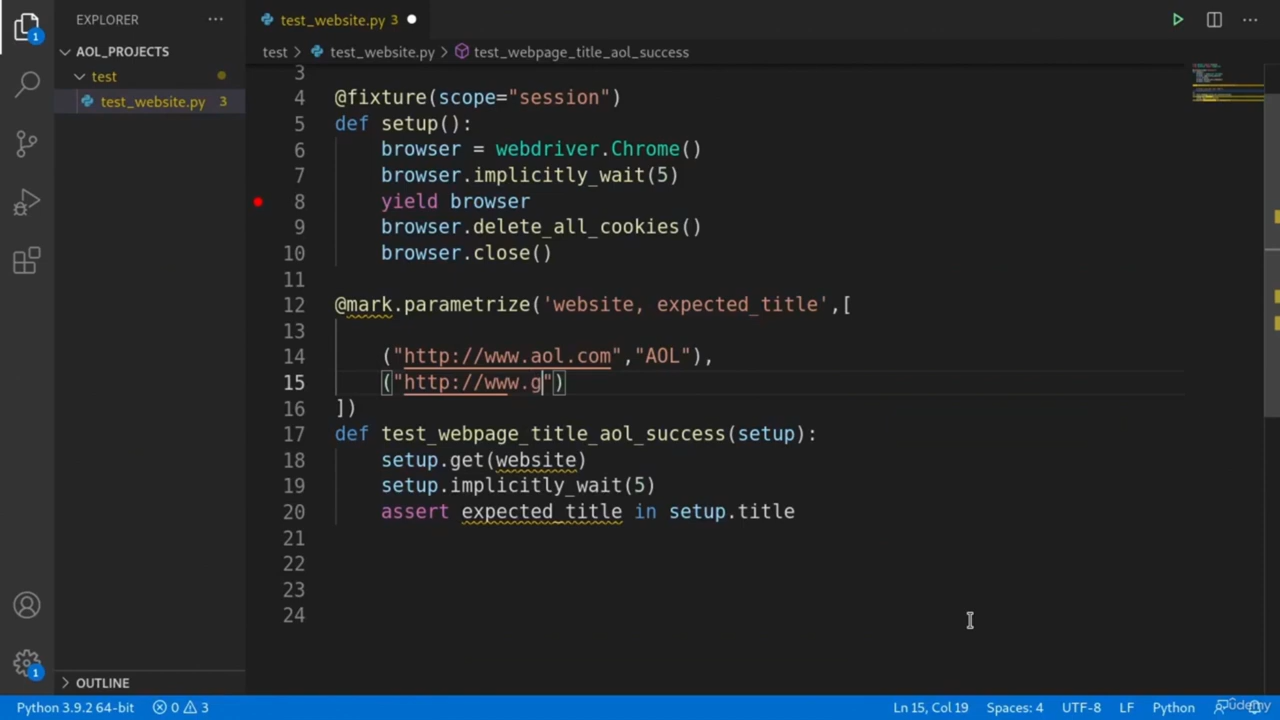 EXPLORER ···
test_website.py 3
AOL_PROJECTS
test
test_website.py 3
test > test_website.py > test_webpage_title_aol_success
3
4 @fixture(scope="session")
5 def setup():
6 browser = webdriver.Chrome()
7 browser.implicitly_wait(5)
8 yield browser
9 browser.delete_all_cookies()
10 browser.close()
11
12 @mark.parametrize('website, expected_title',[
13
14 ("http://www.aol.com","AOL"),
15 ("http://www.g")
16 ])
17 def test_webpage_title_aol_success(setup):
18 setup.get(website)
19 setup.implicitly_wait(5)
20 assert expected_title in setup.title
21
22
23
24
1
1
OUTLINE
Python 3.9.2 64-bit 0 3 Ln 15, Col 19 Spaces: 4 UTF-8 LF Python
Udemy